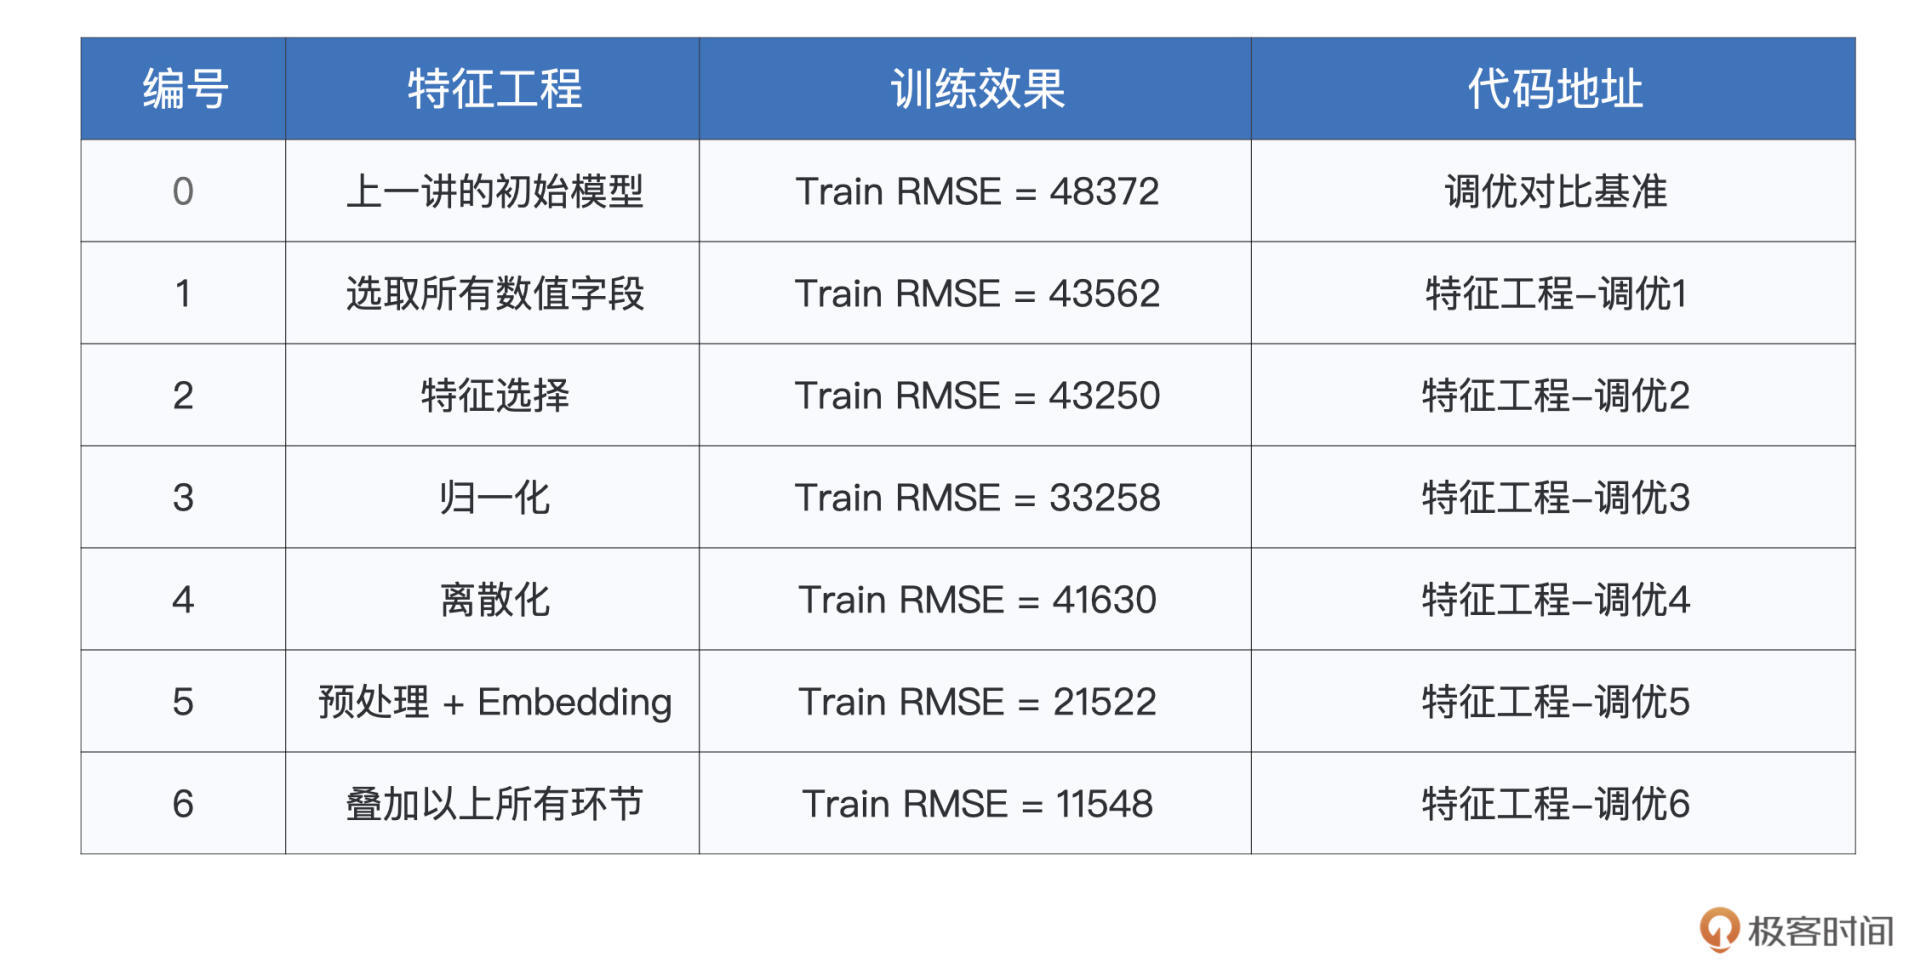 编号 特征工程 训练效果 代码地址
0 上一讲的初始模型 Train RMSE = 48372 调优对比基准
1 选取所有数值字段 Train RMSE = 43562 特征工程-调优1
2 特征选择 Train RMSE = 43250 特征工程-调优2
3 归一化 Train RMSE = 33258 特征工程-调优3
4 离散化 Train RMSE = 41630 特征工程-调优4
5 预处理 + Embedding Train RMSE = 21522 特征工程-调优5
6 叠加以上所有环节 Train RMSE = 11548 特征工程-调优6
极客时间